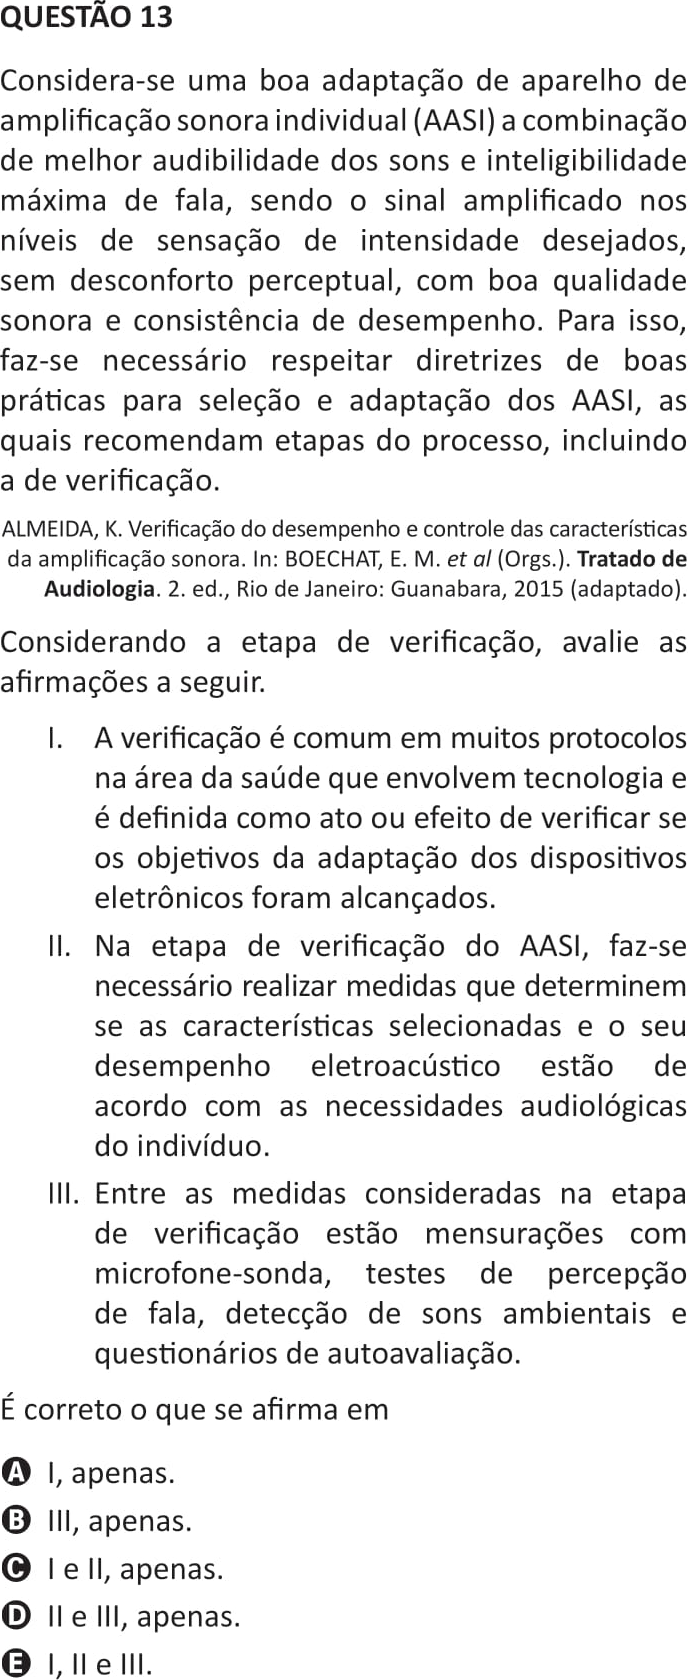 QUESTÃO 13
Considera-se uma boa adaptação de aparelho de
amplificação sonora individual (AASI) a combinação
de melhor audibilidade dos sons e inteligibilidade
máxima de fala, sendo o sinal amplificado nos
níveis de sensação de intensidade desejados,
sem desconforto perceptual, com boa qualidade
sonora e consistência de desempenho. Para isso,
faz-se necessário respeitar diretrizes de boas
práticas para seleção e adaptação dos AASI, as
quais recomendam etapas do processo, incluindo
a de verificação.
ALMEIDA, K. Verificação do desempenho e controle das características
da amplificação sonora. In: BOECHAT, E. M. et al (Orgs.). Tratado de
Audiologia. 2. ed., Rio de Janeiro: Guanabara, 2015 (adaptado).
Considerando a etapa de verificação, avalie as
afirmações a seguir.
I. A verificação é comum em muitos protocolos
na área da saúde que envolvem tecnologia e
é definida como ato ou efeito de verificar se
os objetivos da adaptação dos dispositivos
eletrônicos foram alcançados.
II. Na etapa de verificação do AASI, faz-se
necessário realizar medidas que determinem
se as características selecionadas e o seu
desempenho eletroacústico estão de
acordo com as necessidades audiológicas
do indivíduo.
III. Entre as medidas consideradas na etapa
de verificação estão mensurações com
microfone-sonda, testes de percepção
de fala, detecção de sons ambientais e
questionários de autoavaliação.
É correto o que se afirma em
A I, apenas.
B III, apenas.
C I e II, apenas.
D II e III, apenas.
E I, II e III.